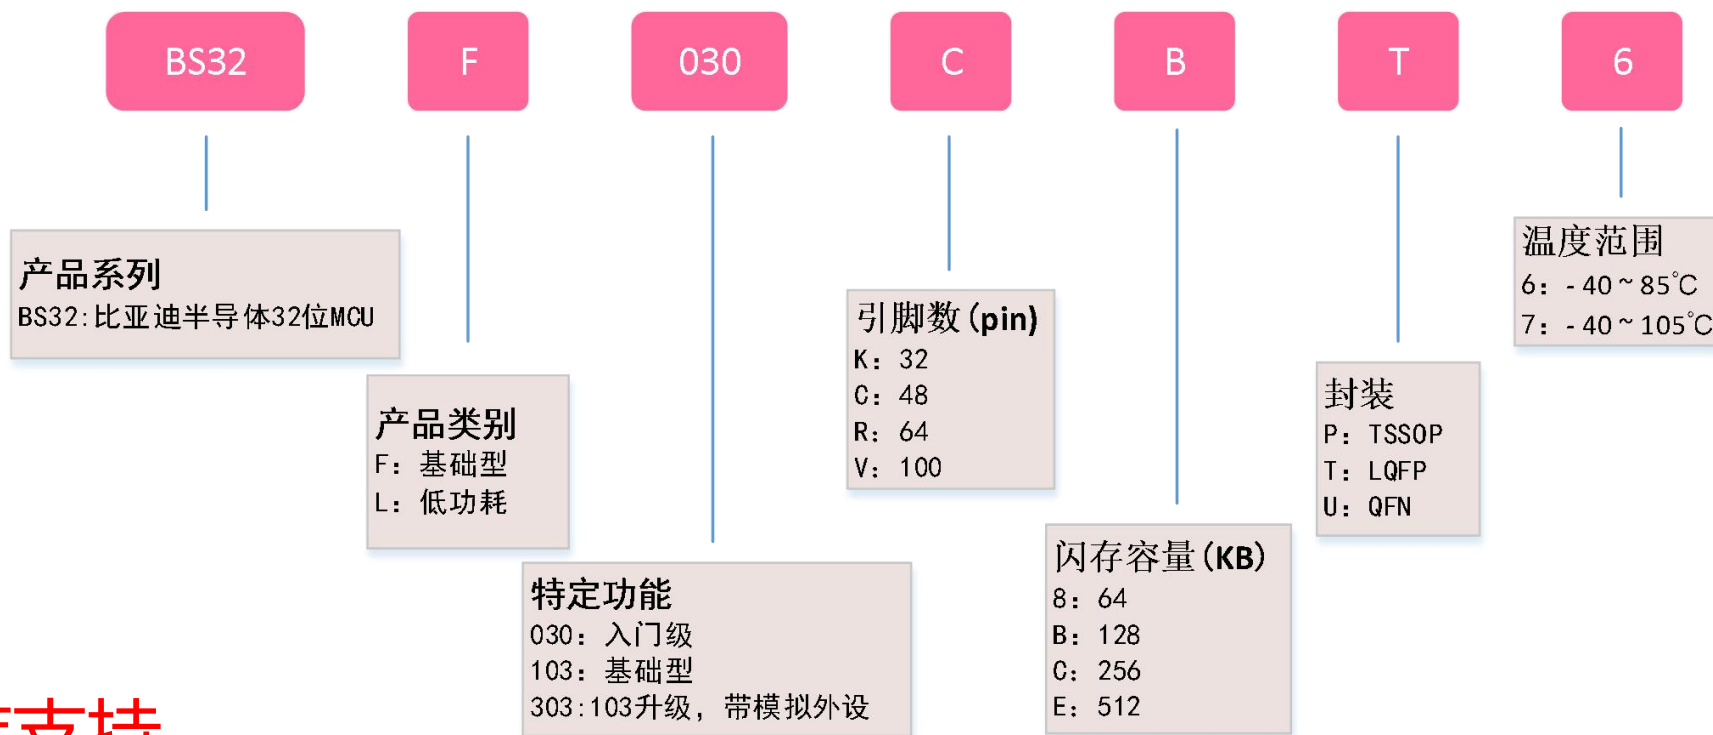 BS32 F 030 C B T 6
产品系列
BS32:比亚迪半导体32位MCU
产品类别
F: 基础型
L: 低功耗
特定功能
030: 入门级
103: 基础型
303:103升级, 带模拟外设
引脚数(pin)
K: 32
C: 48
R: 64
V: 100
闪存容量(KB)
8: 64
B: 128
C: 256
E: 512
封装
P: TSSOP
T: LQFP
U: QFN
温度范围
6: -40~85℃
7: -40~105℃
支持